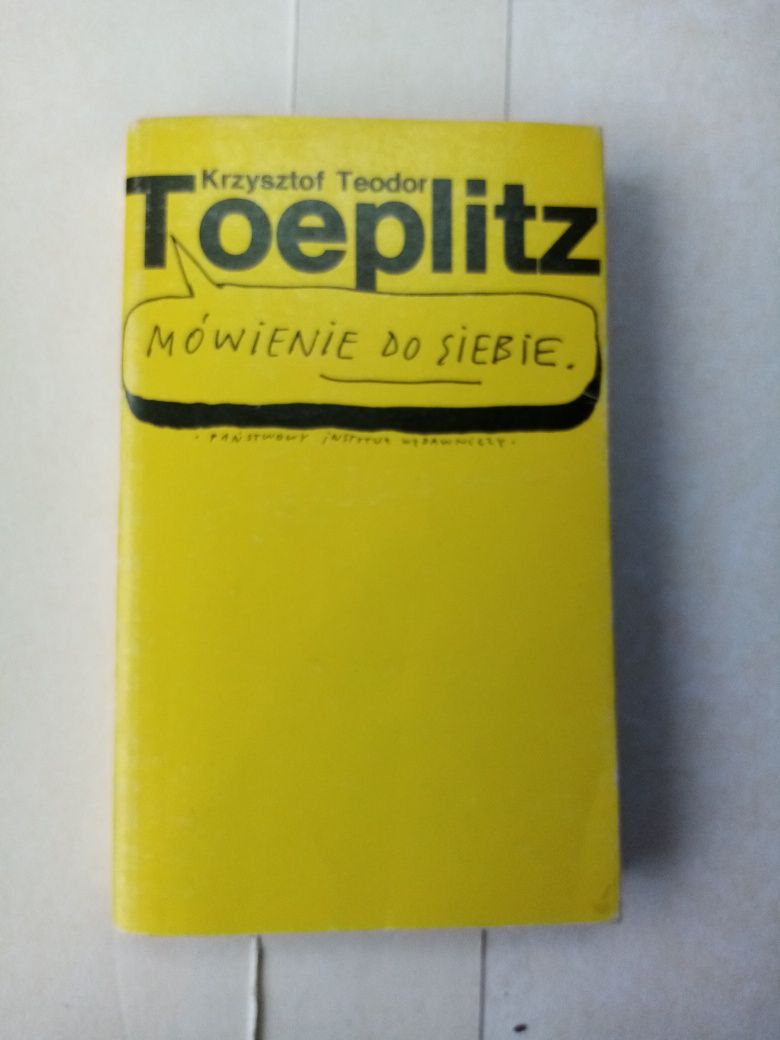 Krzysztof Teodor
Toeplitz
MÓWIENIE DO SIEBIE.
· PAŃSTWOWY INSTYTUT WYDAWNICZY ·